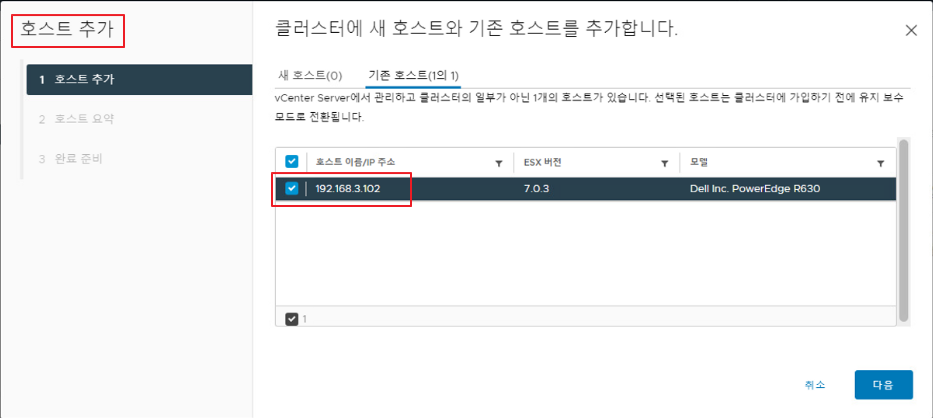 호스트 추가
클러스터에 새 호스트와 기존 호스트를 추가합니다.
1 호스트 추가
2 호스트 요약
3 완료 준비
새 호스트(0) 기존 호스트(1의 1)
vCenter Server에서 관리하고 클러스터의 일부가 아닌 1개의 호스트가 있습니다. 선택된 호스트는 클러스터에 가입하기 전에 유지 보수
모드로 전환됩니다.
호스트 이름/IP 주소 ESX 버전 모델
192.168.3.102 7.0.3 Dell Inc. PowerEdge R630
1
취소 다음